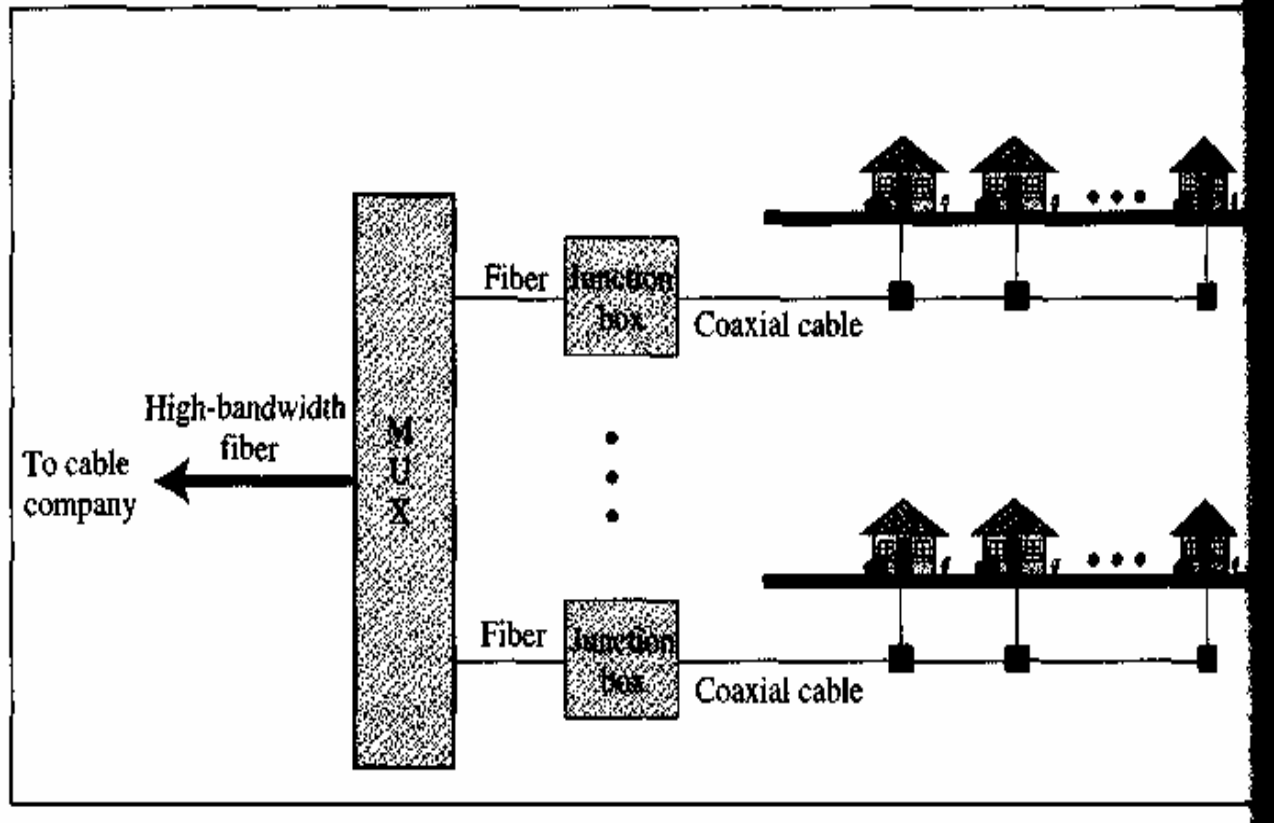 Fiber
Junction
box
Coaxial cable
High-bandwidth
fiber
To cable
company
M
U
X
Fiber
Junction
box
Coaxial cable